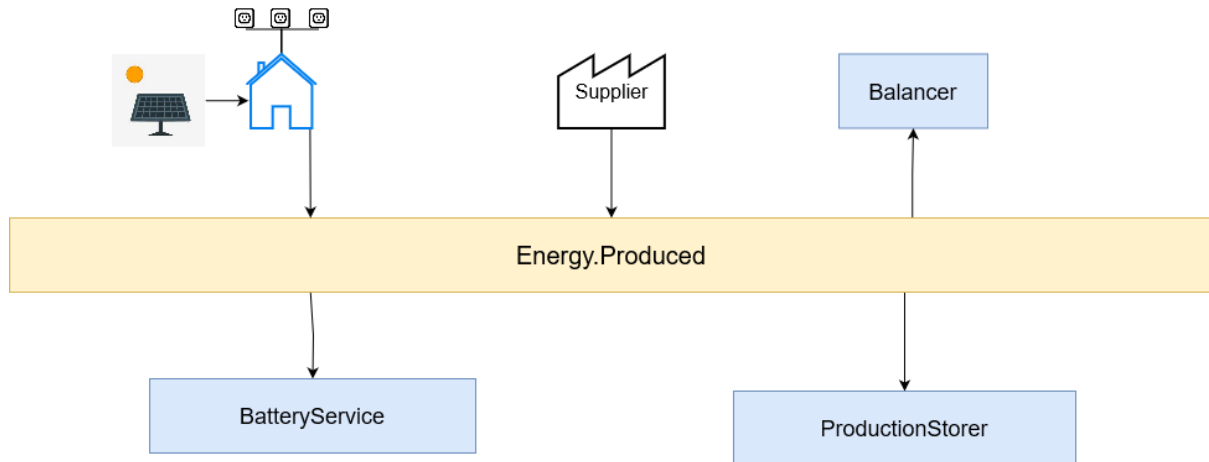 Supplier
Balancer
Energy.Produced
BatteryService
ProductionStorer